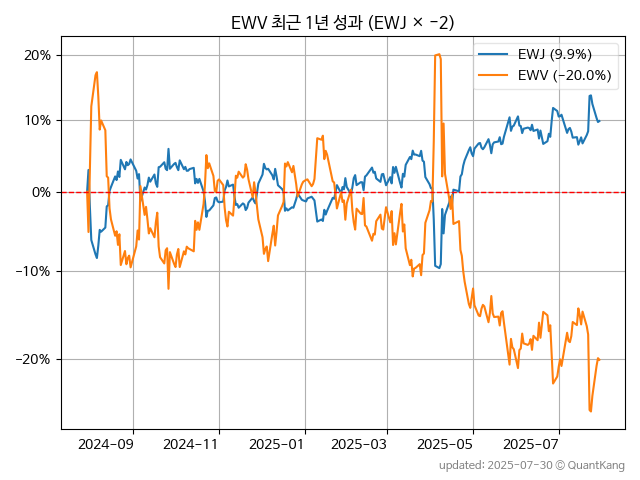 EWV 최근 1년 성과 (EWJ × −2)
EWJ (9.9%)
EWV (−20.0%)
20%
10%
0%
−10%
−20%
2024-09
2024-11
2025-01
2025-03
2025-05
2025-07
updated: 2025-07-30 © QuantKang